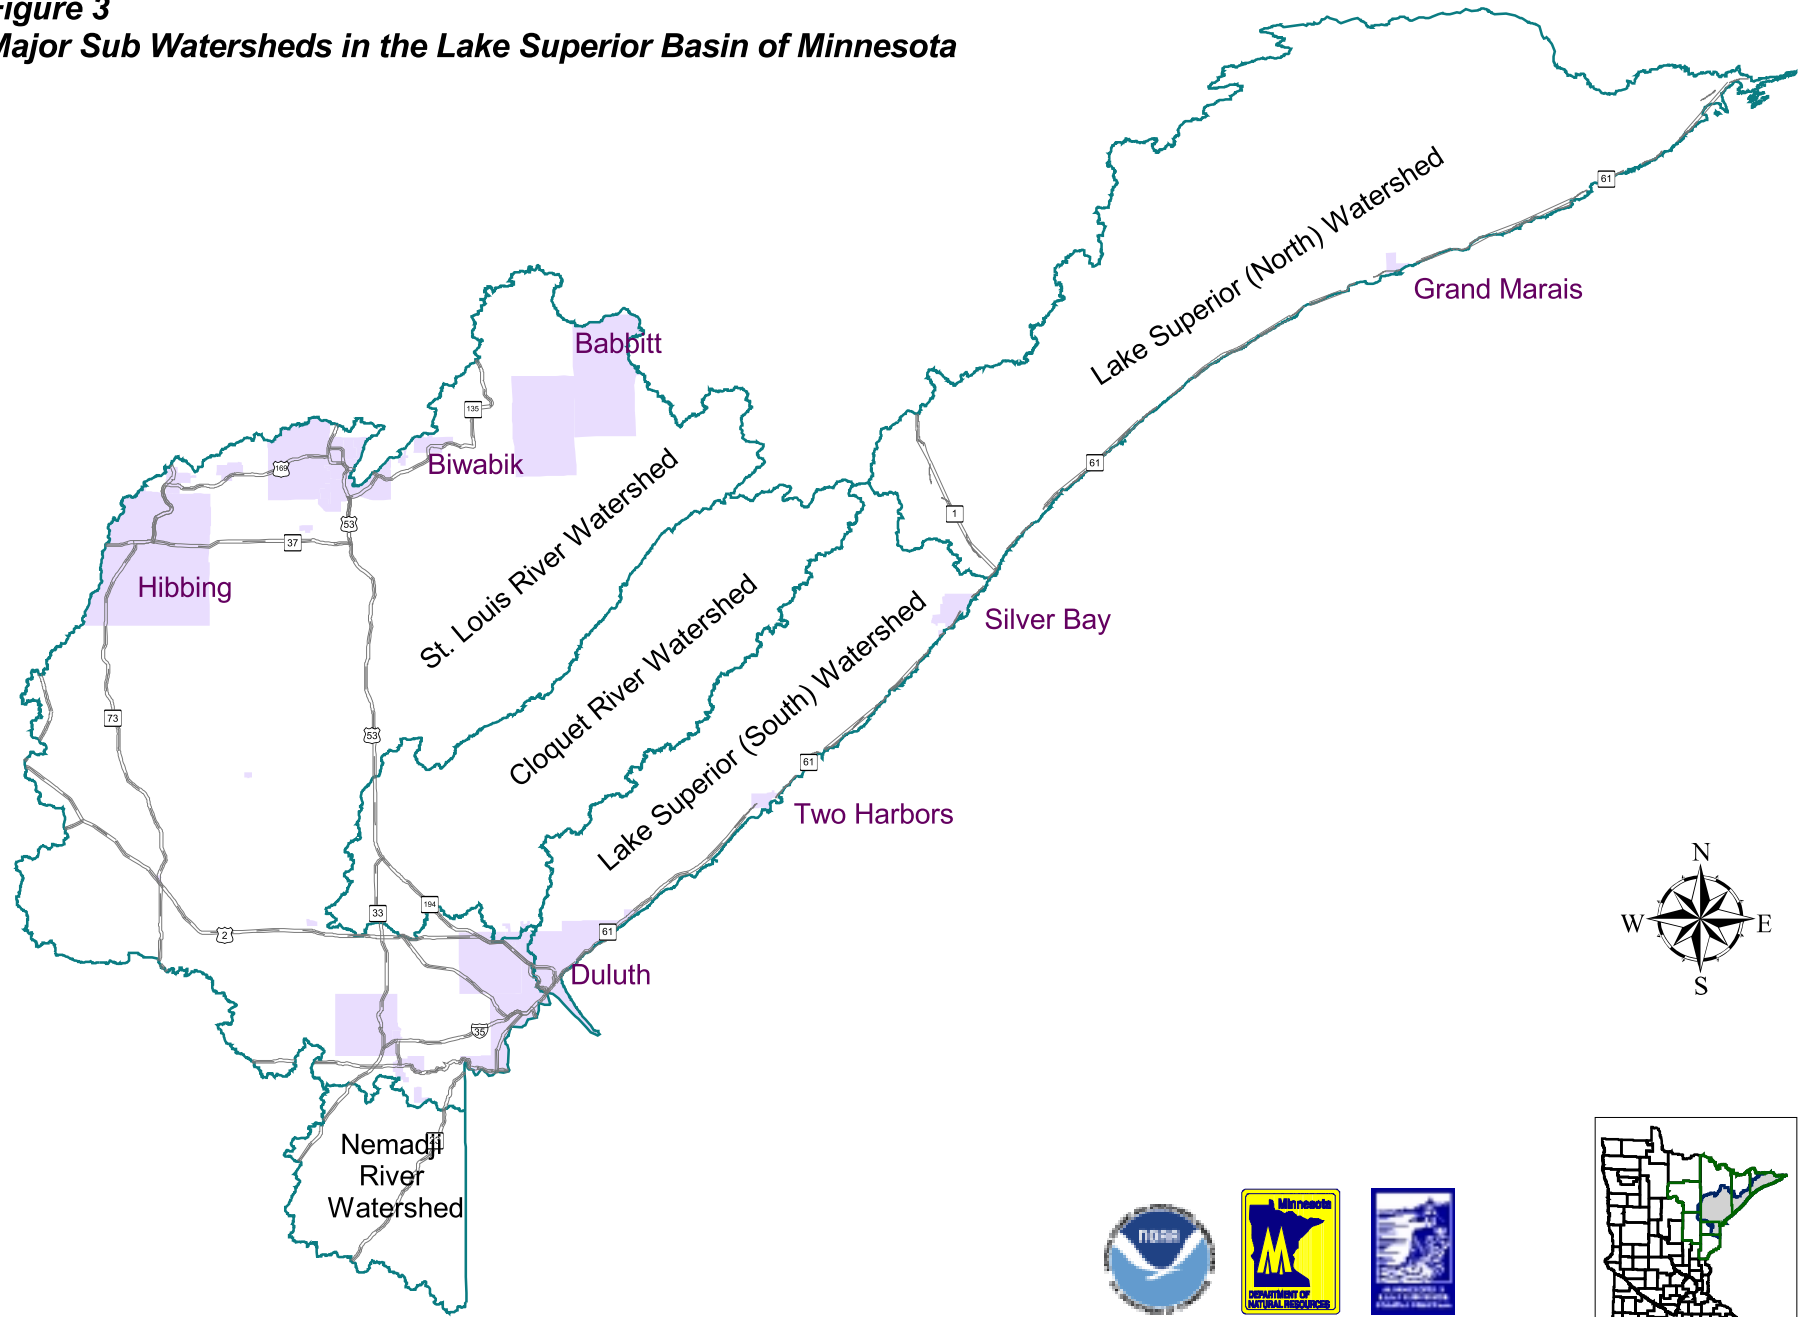 Figure 3
Major Sub Watersheds in the Lake Superior Basin of Minnesota
61
Lake Superior (North) Watershed
Grand Marais
Babbitt
135
Biwabik
169
61
St. Louis River Watershed
53
1
37
Hibbing
Cloquet River Watershed
Silver Bay
Lake Superior (South) Watershed
73
53
61
Two Harbors
N
W
E
S
194
33
2
61
Duluth
35
Nemadji
River
Watershed
noaa
Minnesota
DEPARTMENT OF
NATURAL RESOURCES